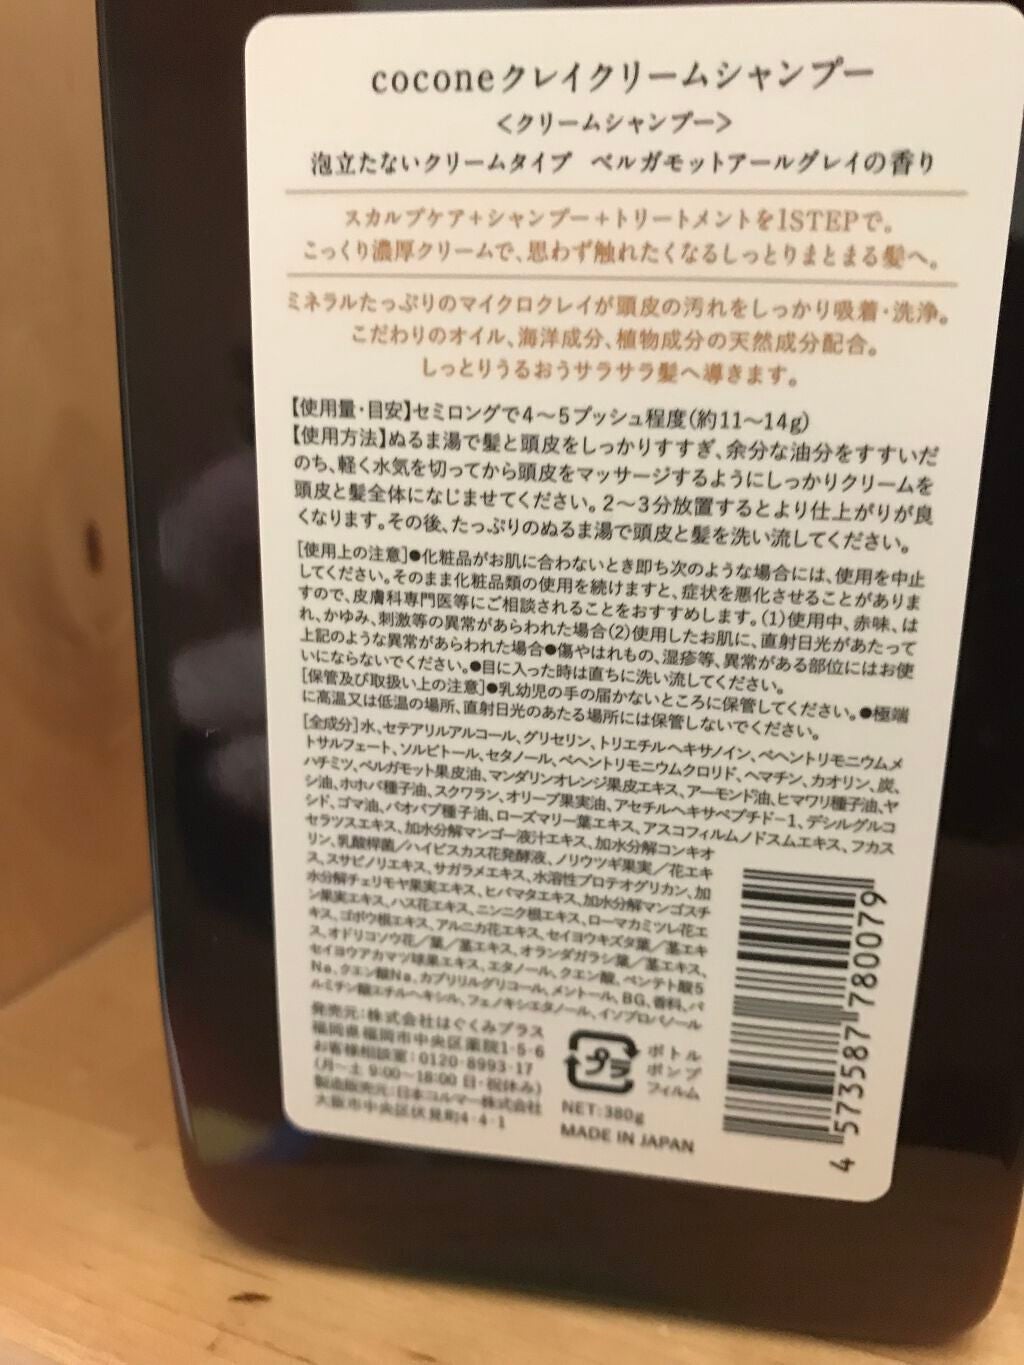 coconeクレイクリームシャンプー
<クリームシャンプー>
泡立たないクリームタイプ ベルガモットアールグレイの香り
スカルプケア+シャンプー+トリートメントを1STEPで。
こっくり濃厚クリームで、思わず触れたくなるしっとりまとまる髪へ。
ミネラルたっぷりのマイクロクレイが頭皮の汚れをしっかり吸着・洗浄。
こだわりのオイル、海洋成分、植物成分の天然成分配合。
しっとりうるおうサラサラ髪へ導きます。
【使用量・目安】セミロングで4〜5プッシュ程度(約11〜14g)
【使用方法】ぬるま湯で髪と頭皮をしっかりすすぎ、余分な油分をすすいだ
のち、軽く水気を切ってから頭皮をマッサージするようにしっかりクリームを
頭皮と髪全体になじませてください。2〜3分放置するとより仕上がりが良
くなります。その後、たっぷりのぬるま湯で頭皮と髪を洗い流してください。
[使用上の注意]●化粧品がお肌に合わないとき即ち次のような場合には、使用を中止
してください。そのまま化粧品類の使用を続けますと、症状を悪化させることがありま
すので、皮膚科専門医等にご相談されることをおすすめします。(1)使用中、赤味、は
れ、かゆみ、刺激等の異常があらわれた場合(2)使用したお肌に、直射日光があたって
上記のような異常があらわれた場合●傷やはれもの、湿疹等、異常がある部位にはお使
いにならないでください。●目に入った時は直ちに洗い流してください。
[保管及び取扱い上の注意]●乳幼児の手の届かないところに保管してください。●極端
に高温又は低温の場所、直射日光のあたる場所には保管しないでください。
[全成分]水、セテアリルアルコール、グリセリン、トリエチルヘキサノイン、ベヘントリモニウムメ
トサルフェート、ソルビトール、セタノール、ベヘントリモニウムクロリド、ヘマチン、カオリン、炭、
ハチミツ、ベルガモット果皮油、マンダリンオレンジ果皮エキス、アーモンド油、ヒマワリ種子油、ヤ
シ油、ホホバ種子油、スクワラン、オリーブ果実油、アセチルヘキサペプチド-1、デシルグルコ
シド、ゴマ油、バオバブ種子油、ローズマリー葉エキス、アスコフィルムノドスムエキス、フカス
セラツスエキス、加水分解マンゴー液汁エキス、加水分解コンキオ
リン、乳酸桿菌/ハイビスカス花発酵液、ノリウツギ果実/花エキ
ス、スサビノリエキス、サガラメエキス、水溶性プロテオグリカン、加
水分解チェリモヤ果実エキス、ヒバマタエキス、加水分解マンゴスチ
ン果実エキス、ハス花エキス、ニンニク根エキス、ローマカミツレ花エ
キス、ゴボウ根エキス、アルニカ花エキス、セイヨウキズタ葉/茎エキ
ス、オドリコソウ花/葉/茎エキス、オランダガラシ葉/茎エキス、
セイヨウアカマツ球果エキス、エタノール、クエン酸、ペンテト酸5
Na、クエン酸Na、カプリリルグリコール、メントール、BG、香料、パ
ルミチン酸エチルヘキシル、フェノキシエタノール、イソプロパノール
発売元:株式会社はぐくみプラス
福岡県福岡市中央区薬院1-5-6
お客様相談室:0120-8993-17
(月〜土 9:00〜18:00 日・祝休み)
製造販売元:日本コルマー株式会社
大阪市中央区伏見町4-4-1
プラ
ボトル
ポンプ
フィルム
NET:380g
MADE IN JAPAN
4 573587 780079